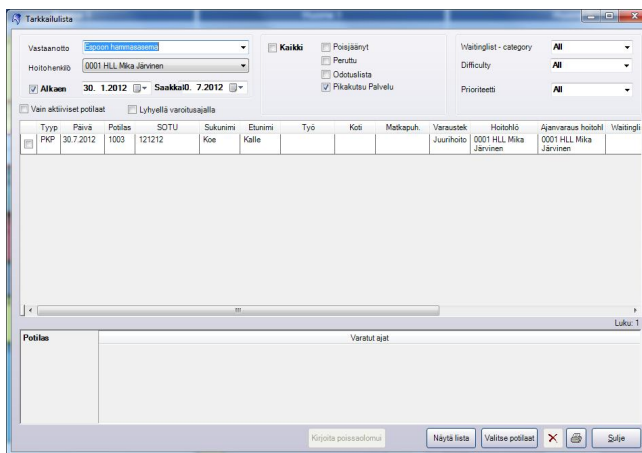 Tarkkailulista
Vastaanotto Espoon hammasasema Kaikki Poisjäänyt Waitinglist - category All
Hoitohenkilö 0001 HLL Mika Järvinen Peruttu Difficulty All
Odotuslista
Alkaen 30. 1.2012 Saakkal0. 7.2012 Pikakutsu Palvelu Prioriteetti All
Vain aktiiviset potilaat Lyhyellä varoitusajalla
Tyyp Päivä Potilas SOTU Sukunimi Etunimi Työ Koti Matkapuh. Varaustek Hoitohlö Ajanvaraus hoitohl Waitingli
PKP 30.7.2012 1003 121212 Koe Kalle Juurihoito 0001 HLL Mika 0001 HLL Mika
Järvinen Järvinen
Luku: 1
Potilas Varatut ajat
Kirjoita poissaolomui Näytä lista Valitse potilaat Sulje